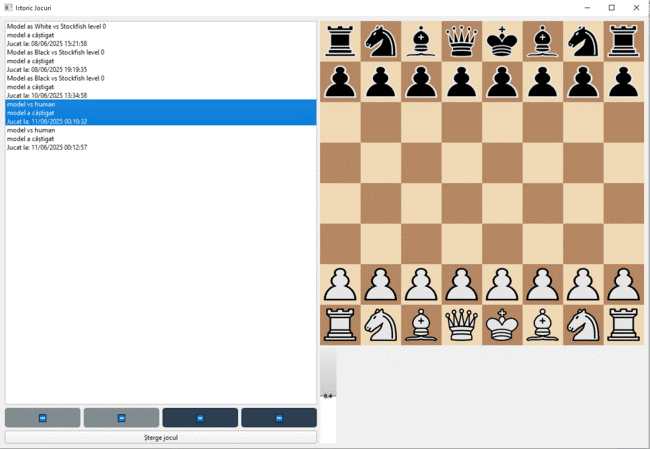 Istoric Jocuri
Model as White vs Stockfish level 0
model a câștigat
Jucat la: 08/06/2025 15:21:58
Model as Black vs Stockfish level 0
model a câștigat
Jucat la: 08/06/2025 19:19:35
Model as Black vs Stockfish level 0
model a câștigat
Jucat la: 10/06/2025 13:34:58
model vs human
model a câștigat
Jucat la: 11/06/2025 00:10:32
model vs human
model a câștigat
Jucat la: 11/06/2025 00:12:57
0.4
Șterge jocul